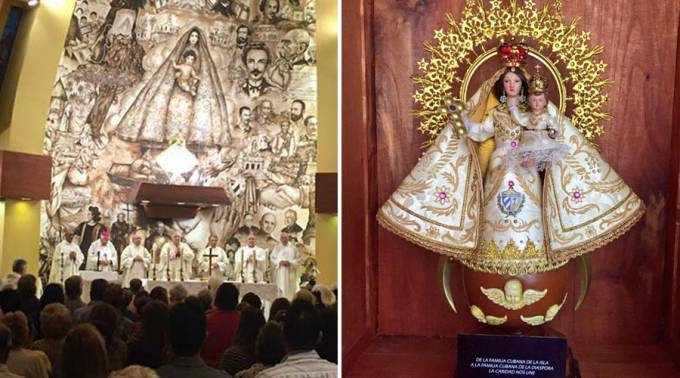 DE LA FAMILIA CUBANA DE LA ISLA
A LA FAMILIA CUBANA DE LA DIASPORA
LA CARIDAD NOS UNE